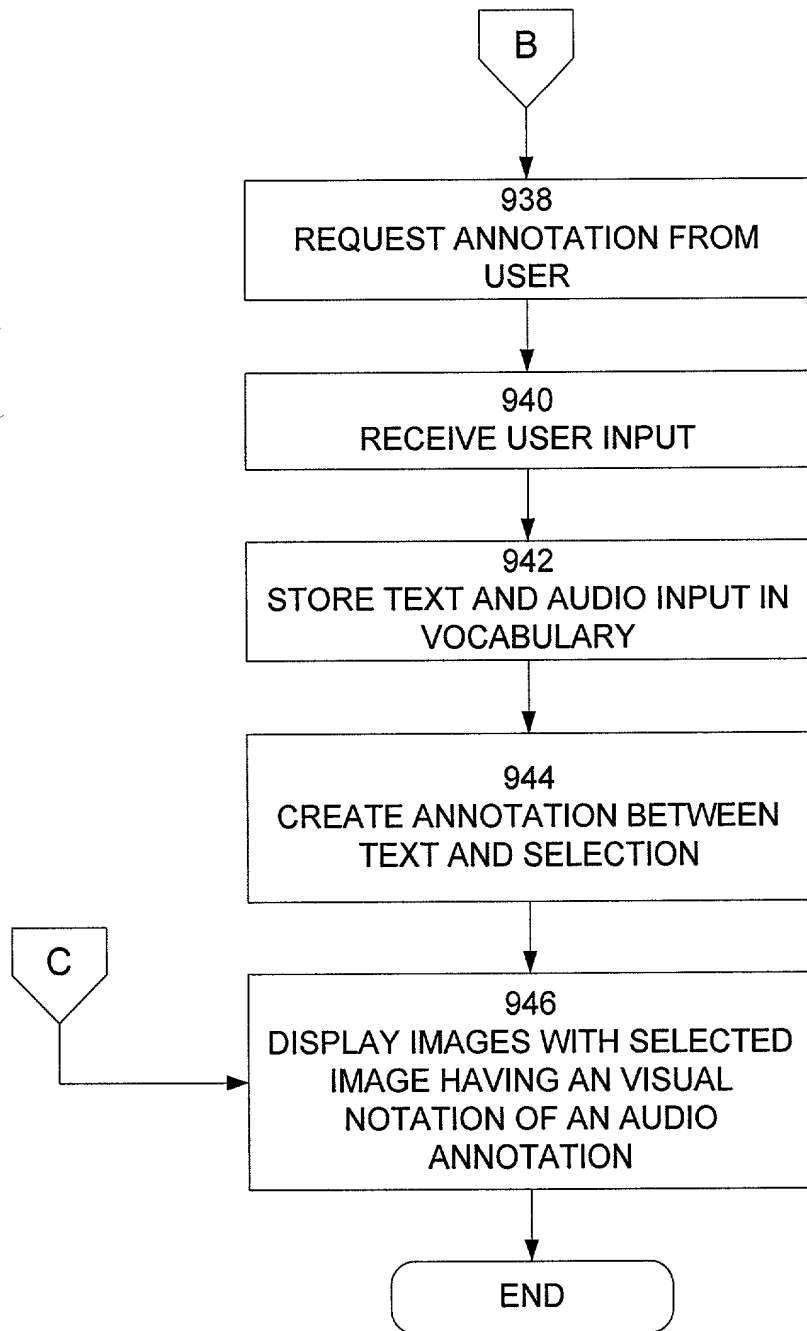 B
938
REQUEST ANNOTATION FROM
USER
940
RECEIVE USER INPUT
942
STORE TEXT AND AUDIO INPUT IN
VOCABULARY
944
CREATE ANNOTATION BETWEEN
TEXT AND SELECTION
C
946
DISPLAY IMAGES WITH SELECTED
IMAGE HAVING AN VISUAL
NOTATION OF AN AUDIO
ANNOTATION
END